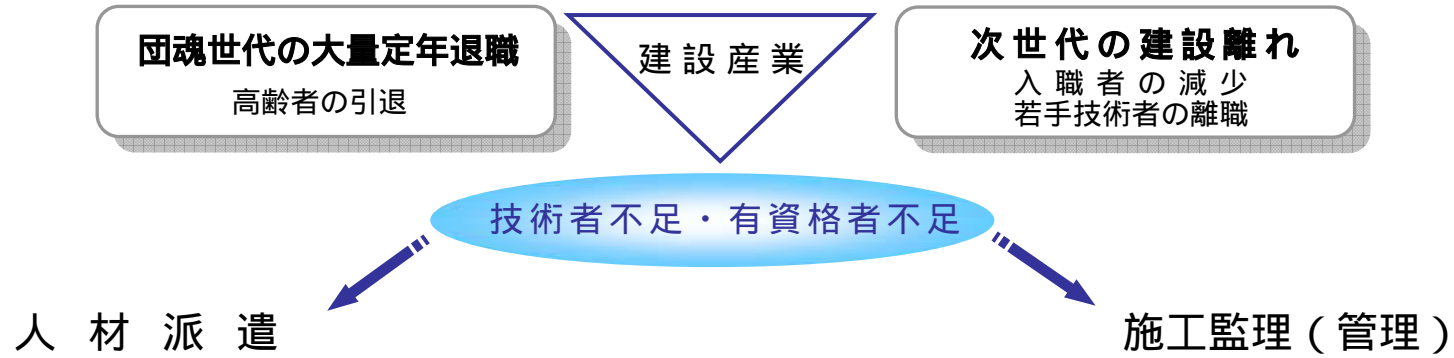 団魂世代の大量定年退職
高齢者の引退
建設産業
次世代の建設離れ
入職者の減少
若手技術者の離職
技術者不足・有資格者不足
人材派遣
施工監理(管理)